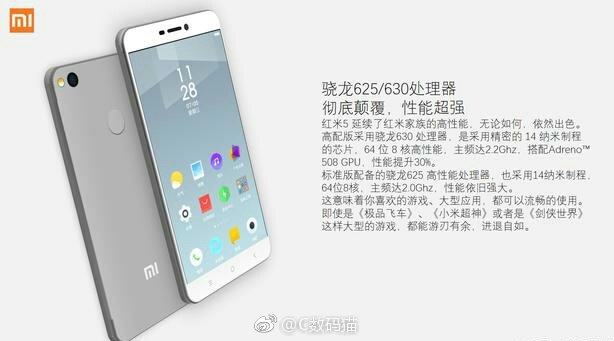 mi
11
28
骁龙625/630处理器
彻底颠覆，性能超强
红米5 延续了红米家族的高性能，无论如何，依然出色。
高配版采用骁龙630 处理器，是采用精密的 14 纳米制程
的芯片，64 位 8 核高性能，主频达2.2Ghz，搭配Adreno™
508 GPU，性能提升30%。
标准版配备的骁龙625 高性能处理器，也采用14纳米制程，
64位8核，主频达2.0Ghz，性能依旧强大。
这意味着你喜欢的游戏、大型应用，都可以流畅的使用。
即使是《极品飞车》、《小米超神》或者是《剑侠世界》
这样大型的游戏，都能游刃有余，进退自如。
mi
@C数码猫